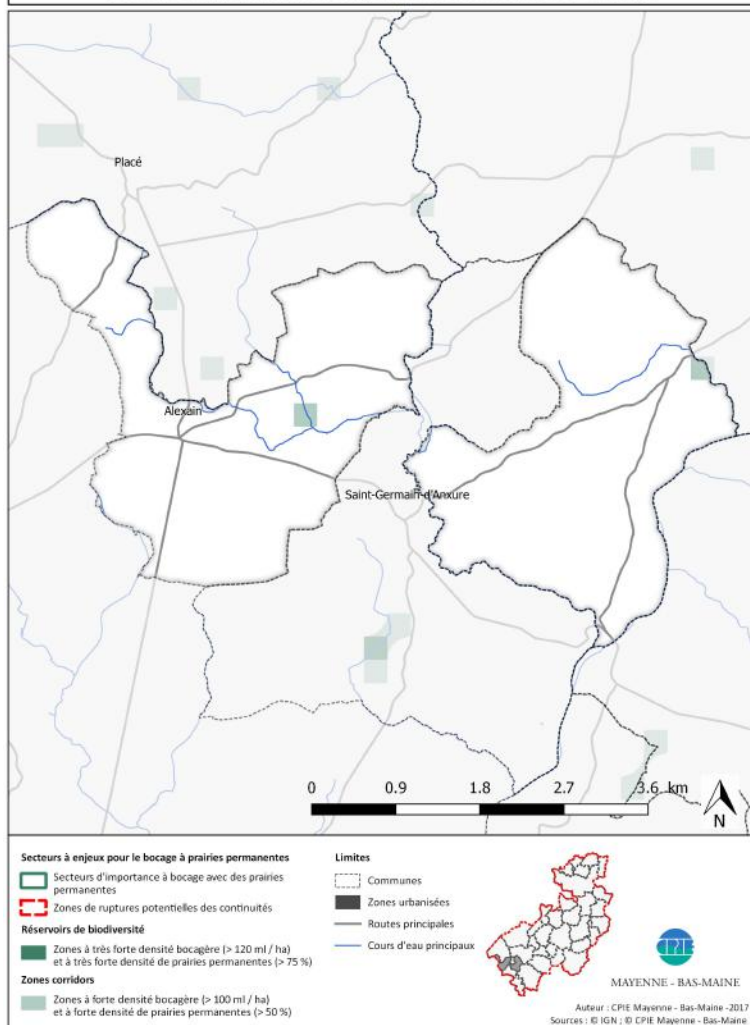 Placé
Alexain
Saint-Germain-d'Anxure
0 0.9 1.8 2.7 3.6 km
N
Secteurs à enjeux pour le bocage à prairies permanentes
Secteurs d'importance à bocage avec des prairies
permanentes
Zones de ruptures potentielles des continuités
Réservoirs de biodiversité
Zones à très forte densité bocagère (> 120 ml / ha)
et à très forte densité de prairies permanentes (> 75 %)
Zones corridors
Zones à forte densité bocagère (> 100 ml / ha)
et à forte densité de prairies permanentes (> 50 %)
Limites
Communes
Zones urbanisées
Routes principales
Cours d'eau principaux
CPIE
MAYENNE - BAS-MAINE
Auteur : CPIE Mayenne - Bas-Maine -2017
Sources : © IGN ; © CPIE Mayenne - Bas-Maine